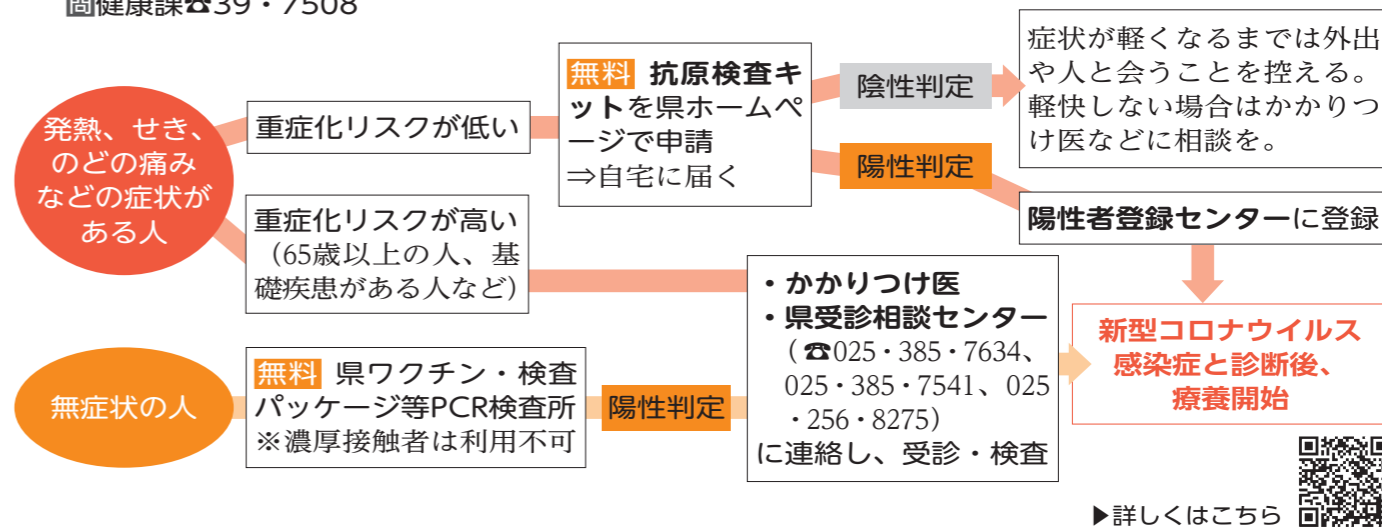 問健康課☎39・7508
発熱、せき、
のどの痛み
などの症状が
ある人
重症化リスクが低い
無料 抗原検査キ
ットを県ホームペ
ージで申請
⇒自宅に届く
陰性判定
症状が軽くなるまでは外出
や人と会うことを控える。
軽快しない場合はかかりつ
け医などに相談を。
陽性判定
陽性者登録センターに登録
重症化リスクが高い
（65歳以上の人、基
礎疾患がある人など）
・かかりつけ医
・県受診相談センター
（☎025・385・7634、
025・385・7541、025
・256・8275）
に連絡し、受診・検査
新型コロナウイルス
感染症と診断後、
療養開始
無症状の人
無料 県ワクチン・検査
パッケージ等PCR検査所
※濃厚接触者は利用不可
陽性判定
▶詳しくはこちら